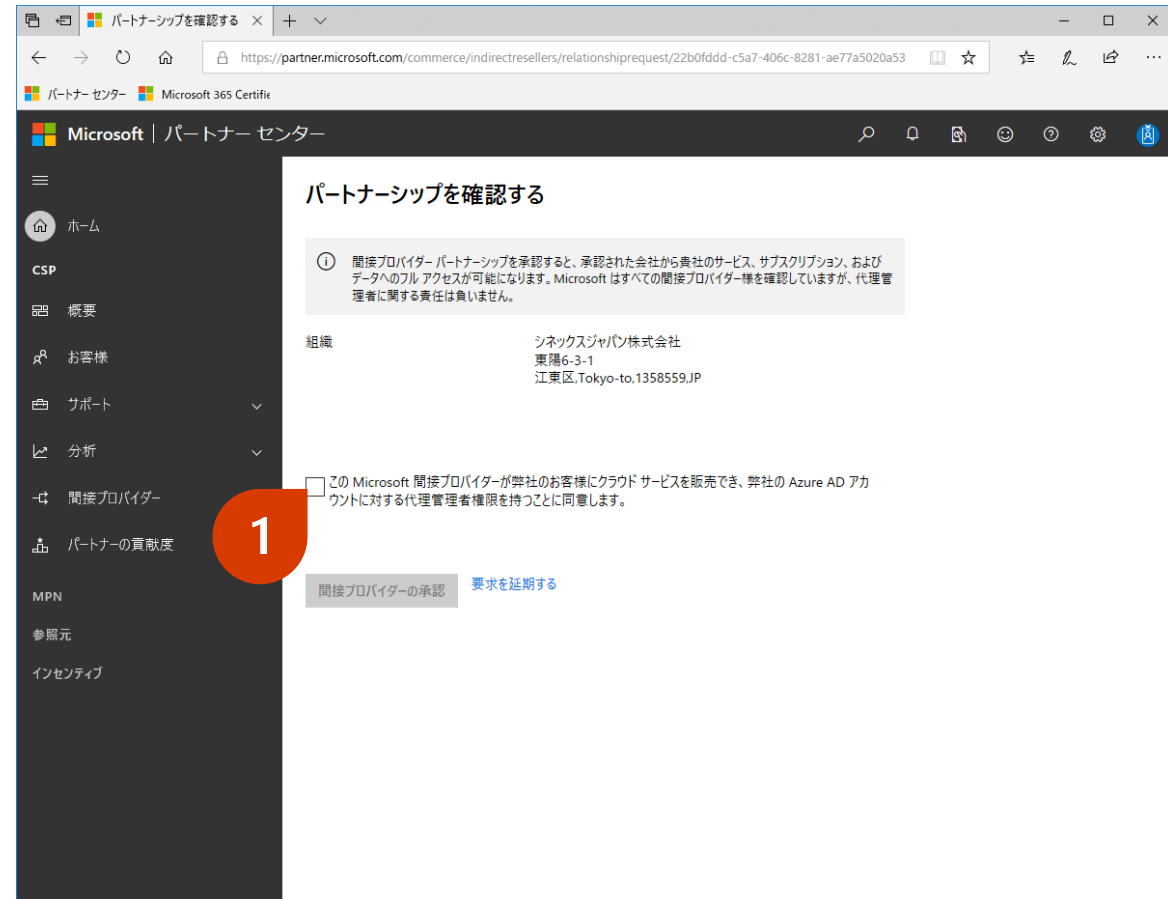 パートナーシップを確認する
https://partner.microsoft.com/commerce/indirectresellers/relationshiprequest/22b0fddd-c5a7-406c-8281-ae77a5020a53
パートナー センター Microsoft 365 Certifie
Microsoft パートナー センター
パートナーシップを確認する
ホーム
間接プロバイダー パートナーシップを承認すると、承認された会社から貴社のサービス、サブスクリプション、および
データへのフル アクセスが可能になります。Microsoft はすべての間接プロバイダー様を確認していますが、代理管
理者に関する責任は負いません。
CSP
概要
お客様
サポート
分析
間接プロバイダー
パートナーの貢献度
MPN
参照元
インセンティブ
組織
シネックスジャパン株式会社
東陽6-3-1
江東区,Tokyo-to,1358559,JP
この Microsoft 間接プロバイダーが弊社のお客様にクラウド サービスを販売でき、弊社の Azure AD アカ
ウントに対する代理管理者権限を持つことに同意します。
1
間接プロバイダーの承認
要求を延期する